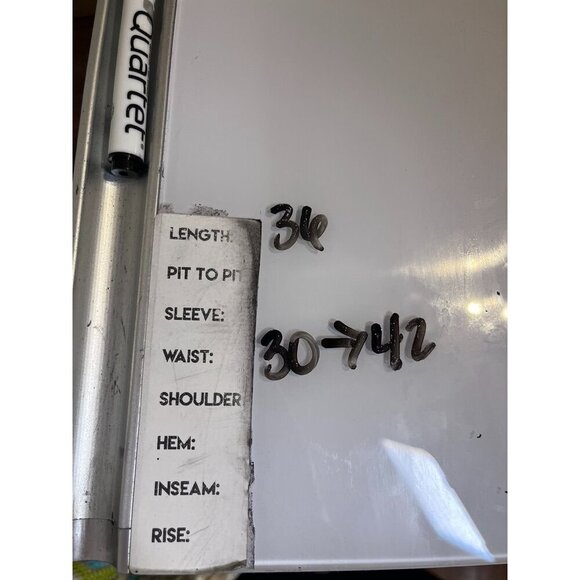 Quartet®
LENGTH: 36
PIT TO PIT
SLEEVE:
WAIST: 30→42
SHOULDER
HEM:
INSEAM:
RISE: